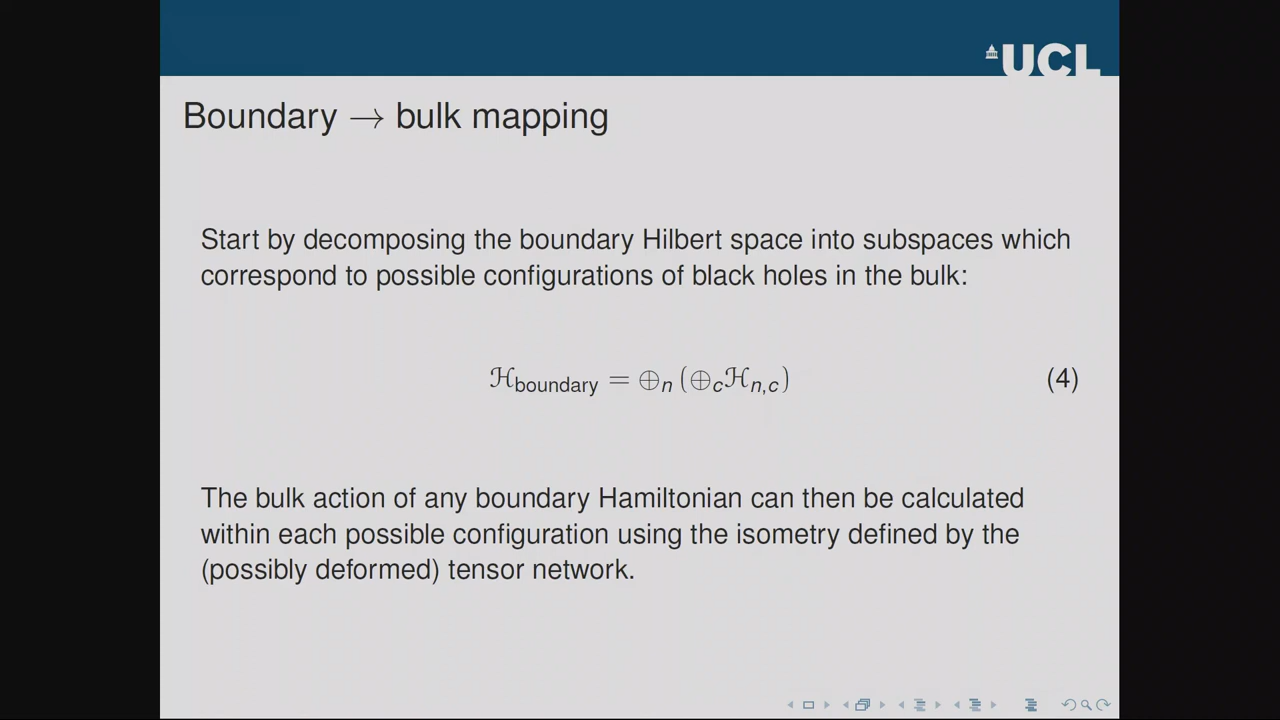 UCL
Boundary → bulk mapping
Start by decomposing the boundary Hilbert space into subspaces which
correspond to possible configurations of black holes in the bulk:
ℋ_boundary = ⊕_n (⊕_c ℋ_{n,c}) (4)
The bulk action of any boundary Hamiltonian can then be calculated
within each possible configuration using the isometry defined by the
(possibly deformed) tensor network.